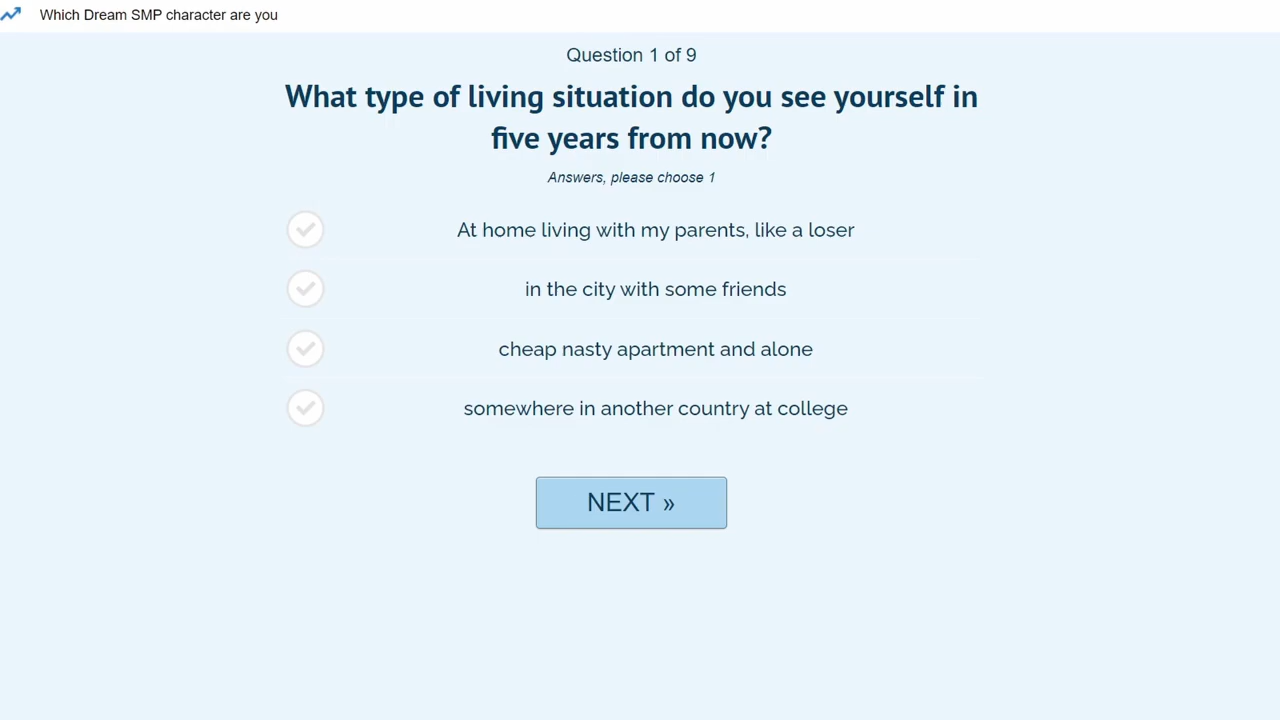 Which Dream SMP character are you
Question 1 of 9
What type of living situation do you see yourself in
five years from now?
Answers, please choose 1
At home living with my parents, like a loser
in the city with some friends
cheap nasty apartment and alone
somewhere in another country at college
NEXT »